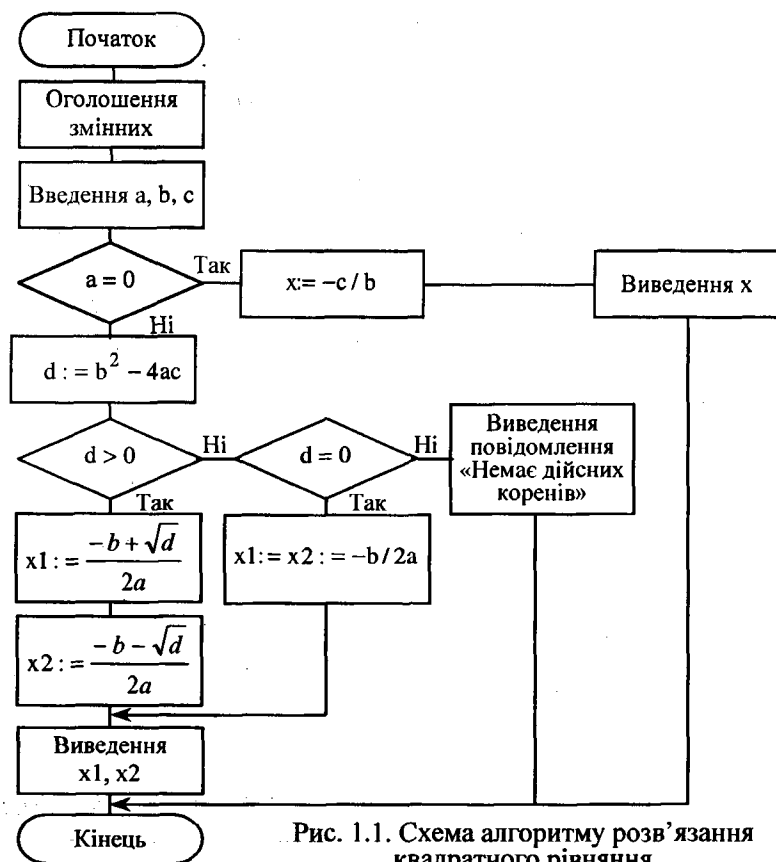 Початок
Оголошення
змінних
Введення a, b, c
a = 0
Так
x:= −c / b
Виведення x
Ні
d : = b² − 4ac
d > 0
Ні
d = 0
Ні
Виведення
повідомлення
«Немає дійсних
коренів»
Так
Так
x1 : = (−b + √d) / 2a
x1:= x2 : = −b / 2a
x2 : = (−b − √d) / 2a
Виведення
x1, x2
Кінець
Рис. 1.1. Схема алгоритму розв’язання
квадратного рівняння